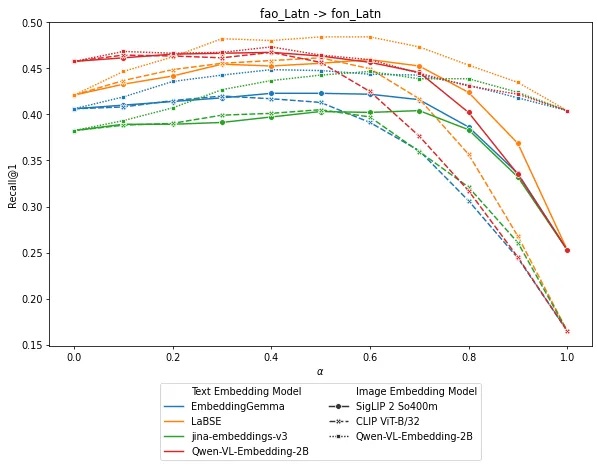 fao_Latn -> fon_Latn
Recall@1
0.50
0.45
0.40
0.35
0.30
0.25
0.20
0.15
0.0 0.2 0.4 0.6 0.8 1.0
α
Text Embedding Model
EmbeddingGemma
LaBSE
jina-embeddings-v3
Qwen-VL-Embedding-2B
Image Embedding Model
SigLIP 2 So400m
CLIP ViT-B/32
Qwen-VL-Embedding-2B